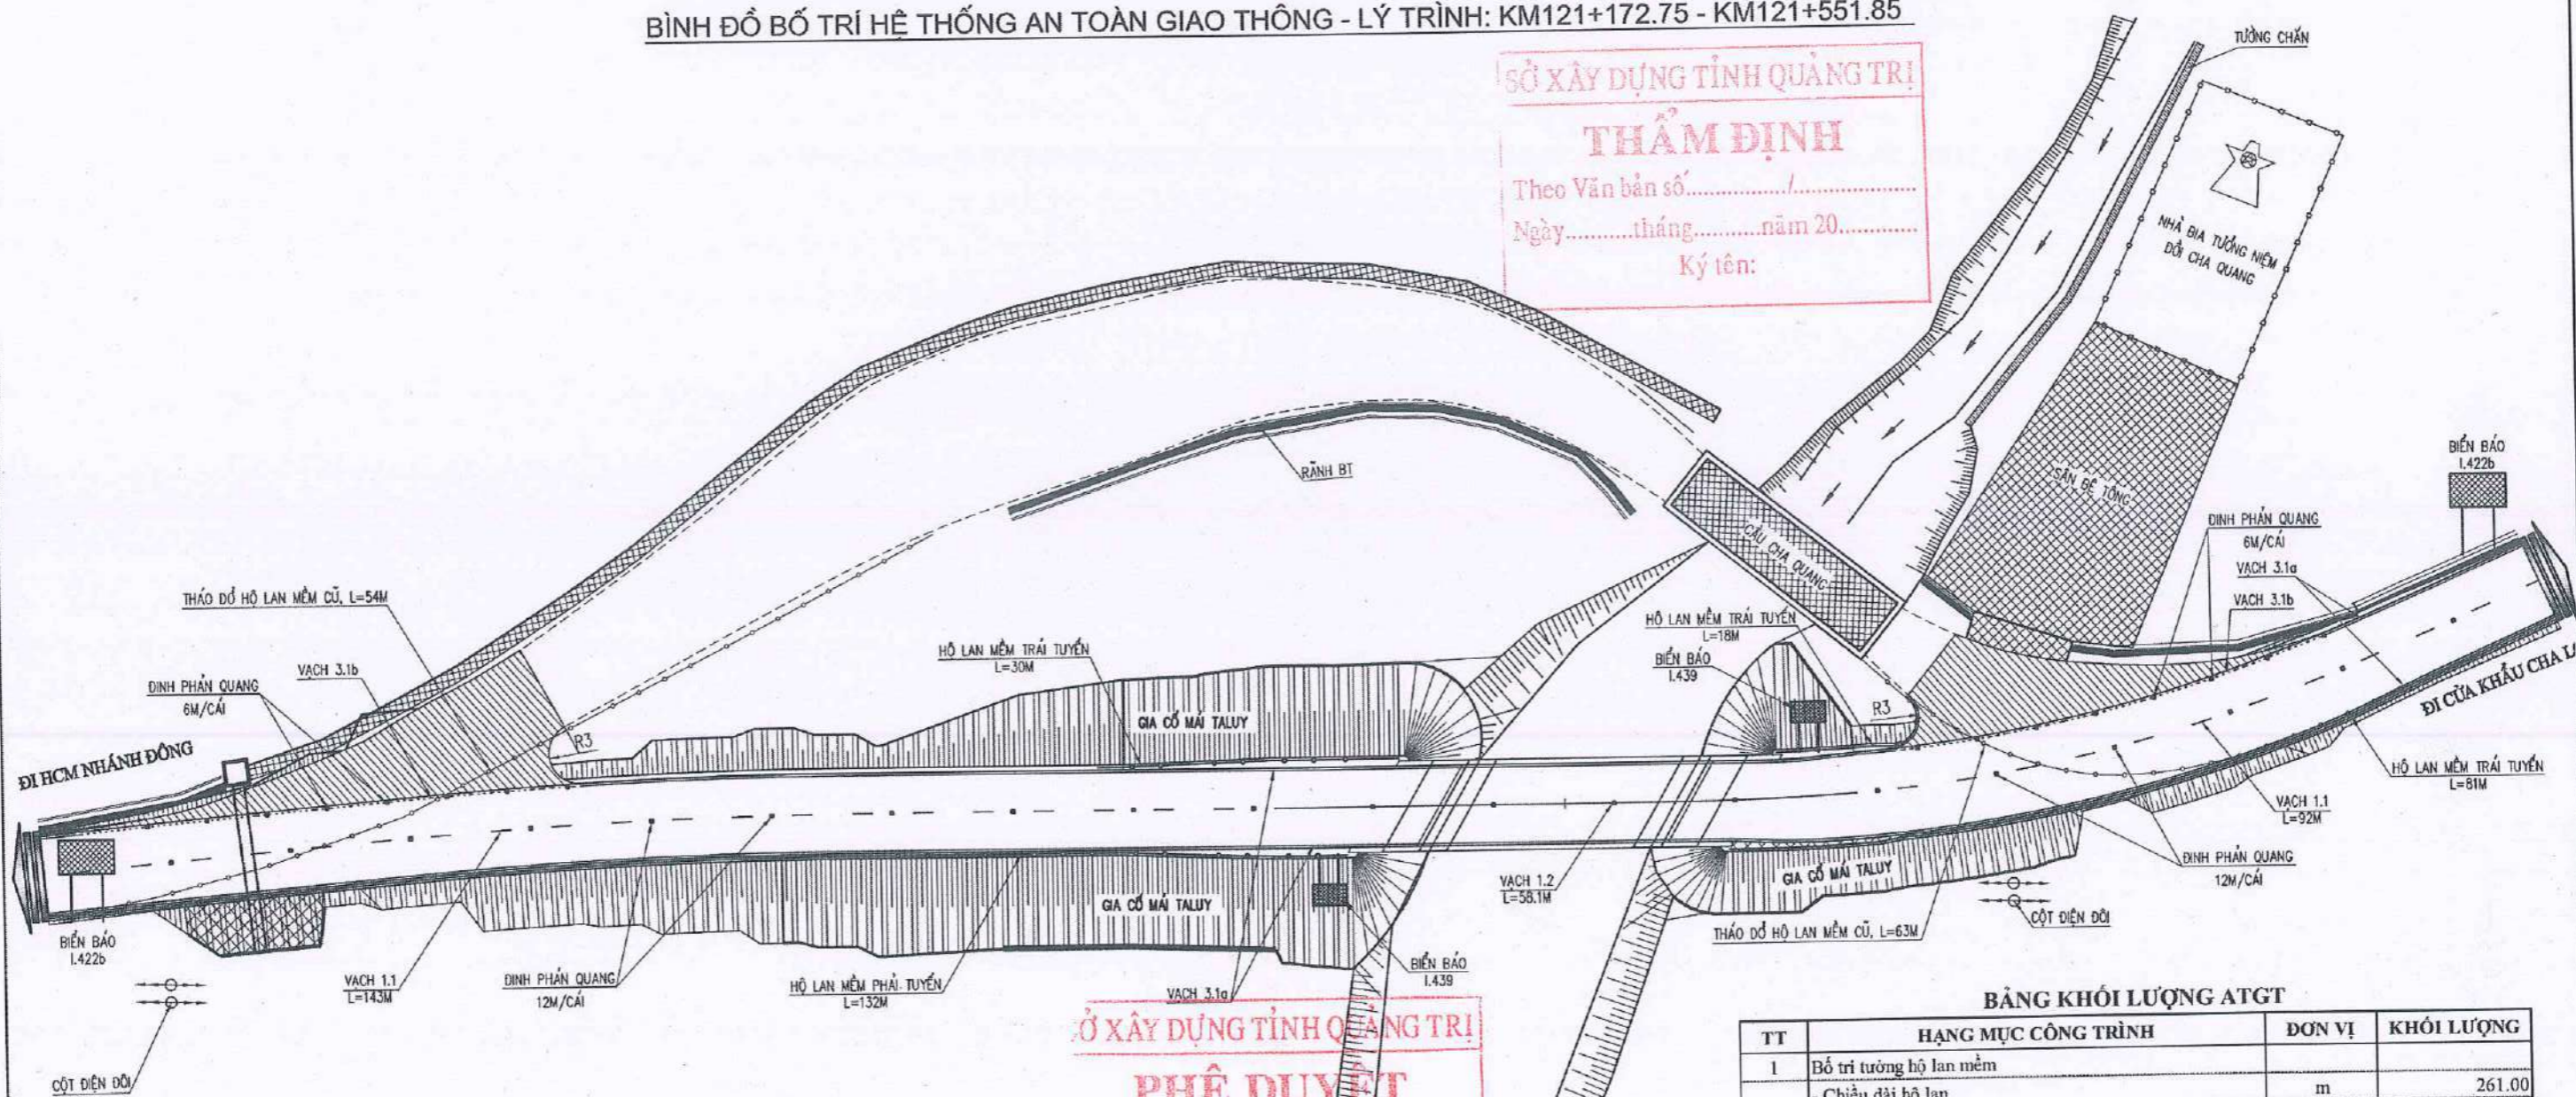 BÌNH ĐỒ BỐ TRÍ HỆ THỐNG AN TOÀN GIAO THÔNG - LÝ TRÌNH: KM121+172.75 - KM121+551.85
TƯỜNG CHẮN
SỞ XÂY DỰNG TỈNH QUẢNG TRỊ
THẨM ĐỊNH
Theo Văn bản số................/.....................
Ngày...........tháng...........năm 20.............
Ký tên:
NHÀ BIA TƯỞNG NIỆM
ĐỒI CHA QUANG
RÃNH BT
CẦU CHA QUANG
SÂN BÊ TÔNG
BIỂN BÁO
I.422b
ĐINH PHẢN QUANG
6M/CÁI
VẠCH 3.1a
VẠCH 3.1b
THÁO DỞ HỘ LAN MỀM CŨ, L=54M
VẠCH 3.1b
ĐINH PHẢN QUANG
6M/CÁI
HỘ LAN MỀM TRÁI TUYẾN
L=30M
HỘ LAN MỀM TRÁI TUYẾN
L=18M
BIỂN BÁO
I.439
R3
R3
GIA CỐ MÁI TALUY
ĐI HCM NHÁNH ĐÔNG
ĐI CỬA KHẨU CHA
HỘ LAN MỀM TRÁI TUYẾN
L=81M
VẠCH 1.1
L=92M
ĐINH PHẢN QUANG
12M/CÁI
GIA CỐ MÁI TALUY
GIA CỐ MÁI TALUY
VẠCH 1.2
L=58.1M
CỘT ĐIỆN ĐÔI
THÁO DỞ HỘ LAN MỀM CŨ, L=63M
BIỂN BÁO
I.422b
VẠCH 1.1
L=143M
ĐINH PHẢN QUANG
12M/CÁI
HỘ LAN MỀM PHẢI TUYẾN
L=132M
VẠCH 3.1a
BIỂN BÁO
I.439
CỘT ĐIỆN ĐÔI
Ở XÂY DỰNG TỈNH QUẢNG TRỊ
PHÊ DUYỆT
BẢNG KHỐI LƯỢNG ATGT
TT HẠNG MỤC CÔNG TRÌNH ĐƠN VỊ KHỐI LƯỢNG
1 Bố trí tường hộ lan mềm
- Chiều dài hộ lan m 261.00